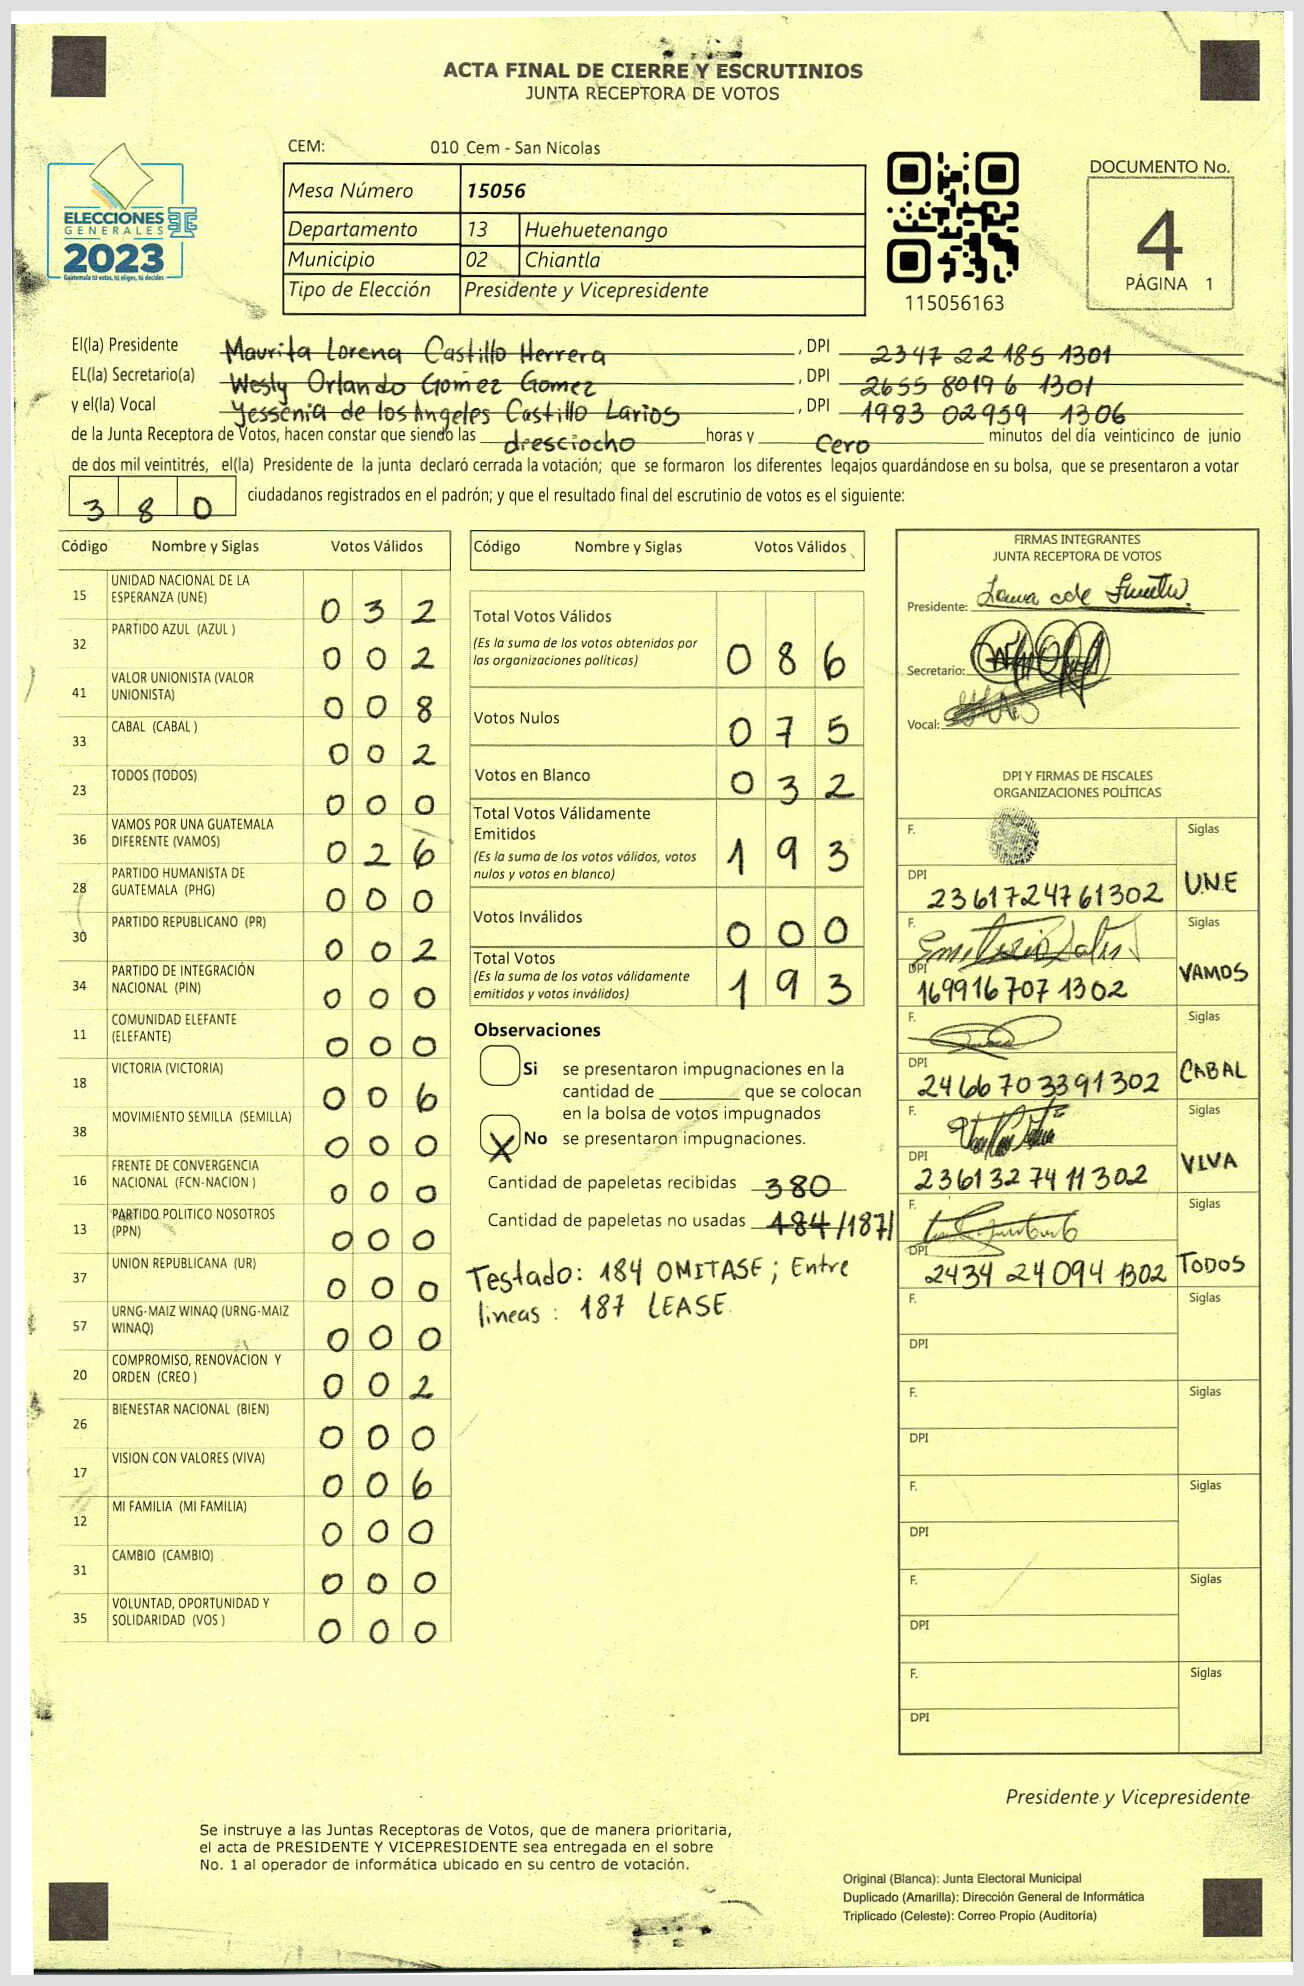 ACTA FINAL DE CIERRE Y ESCRUTINIOS
JUNTA RECEPTORA DE VOTOS
CEM: 010 Cem - San Nicolas
ELECCIONES
GENERALES
2023
Guatemala tú votas, tú eliges, tú decides
Mesa Número 15056
Departamento 13 Huehuetenango
Municipio 02 Chiantla
Tipo de Elección Presidente y Vicepresidente
115056163
DOCUMENTO No.
4
PÁGINA 1
El(la) Presidente Maurita Lorena Castillo Herrera , DPI 2347 22185 1301
EL(la) Secretario(a) Wesly Orlando Gomez Gomez , DPI 2655 80196 1301
y el(la) Vocal Yessenia de los Angeles Castillo Larios , DPI 1983 02959 1306
de la Junta Receptora de Votos, hacen constar que siendo las dresciocho horas y Cero minutos del día veinticinco de junio
de dos mil veintitrés, el(la) Presidente de la junta declaró cerrada la votación; que se formaron los diferentes legajos guardándose en su bolsa, que se presentaron a votar
380 ciudadanos registrados en el padrón; y que el resultado final del escrutinio de votos es el siguiente:
Código Nombre y Siglas Votos Válidos
15 UNIDAD NACIONAL DE LA ESPERANZA (UNE) 0 3 2
32 PARTIDO AZUL (AZUL ) 0 0 2
41 VALOR UNIONISTA (VALOR UNIONISTA) 0 0 8
33 CABAL (CABAL ) 0 0 2
23 TODOS (TODOS) 0 0 0
36 VAMOS POR UNA GUATEMALA DIFERENTE (VAMOS) 0 2 6
28 PARTIDO HUMANISTA DE GUATEMALA (PHG) 0 0 0
30 PARTIDO REPUBLICANO (PR) 0 0 2
34 PARTIDO DE INTEGRACIÓN NACIONAL (PIN) 0 0 0
11 COMUNIDAD ELEFANTE (ELEFANTE) 0 0 0
18 VICTORIA (VICTORIA) 0 0 6
38 MOVIMIENTO SEMILLA (SEMILLA) 0 0 0
16 FRENTE DE CONVERGENCIA NACIONAL (FCN-NACION ) 0 0 0
13 PARTIDO POLITICO NOSOTROS (PPN) 0 0 0
37 UNION REPUBLICANA (UR) 0 0 0
57 URNG-MAIZ WINAQ (URNG-MAIZ WINAQ) 0 0 0
20 COMPROMISO, RENOVACION Y ORDEN (CREO ) 0 0 2
26 BIENESTAR NACIONAL (BIEN) 0 0 0
17 VISION CON VALORES (VIVA) 0 0 6
12 MI FAMILIA (MI FAMILIA) 0 0 0
31 CAMBIO (CAMBIO) 0 0 0
35 VOLUNTAD, OPORTUNIDAD Y SOLIDARIDAD (VOS ) 0 0 0
Código Nombre y Siglas Votos Válidos
Total Votos Válidos
(Es la suma de los votos obtenidos por
las organizaciones políticas) 0 8 6
Votos Nulos 0 7 5
Votos en Blanco 0 3 2
Total Votos Válidamente
Emitidos
(Es la suma de los votos válidos, votos
nulos y votos en blanco) 1 9 3
Votos Inválidos 0 0 0
Total Votos
(Es la suma de los votos válidamente
emitidos y votos inválidos) 1 9 3
Observaciones
Si se presentaron impugnaciones en la
cantidad de ________ que se colocan
en la bolsa de votos impugnados
X No se presentaron impugnaciones.
Cantidad de papeletas recibidas 380
Cantidad de papeletas no usadas 184/187/
Testado: 184 OMITASE; Entre
lineas: 187 LEASE.
FIRMAS INTEGRANTES
JUNTA RECEPTORA DE VOTOS
Presidente:
Secretario:
Vocal:
DPI Y FIRMAS DE FISCALES
ORGANIZACIONES POLÍTICAS
F. Siglas
DPI 2361724761302 UNE
F. Siglas
DPI 169916707 1302 VAMOS
F. Siglas
DPI 2466703391302 CABAL
F. Siglas
DPI 2361327411302 VIVA
F. Siglas
DPI 2434 24094 1302 TODOS
F. Siglas
DPI
F. Siglas
DPI
F. Siglas
DPI
F. Siglas
DPI
F. Siglas
DPI
Presidente y Vicepresidente
Se instruye a las Juntas Receptoras de Votos, que de manera prioritaria,
el acta de PRESIDENTE Y VICEPRESIDENTE sea entregada en el sobre
No. 1 al operador de informática ubicado en su centro de votación.
Original (Blanca): Junta Electoral Municipal
Duplicado (Amarilla): Dirección General de Informática
Triplicado (Celeste): Correo Propio (Auditoría)